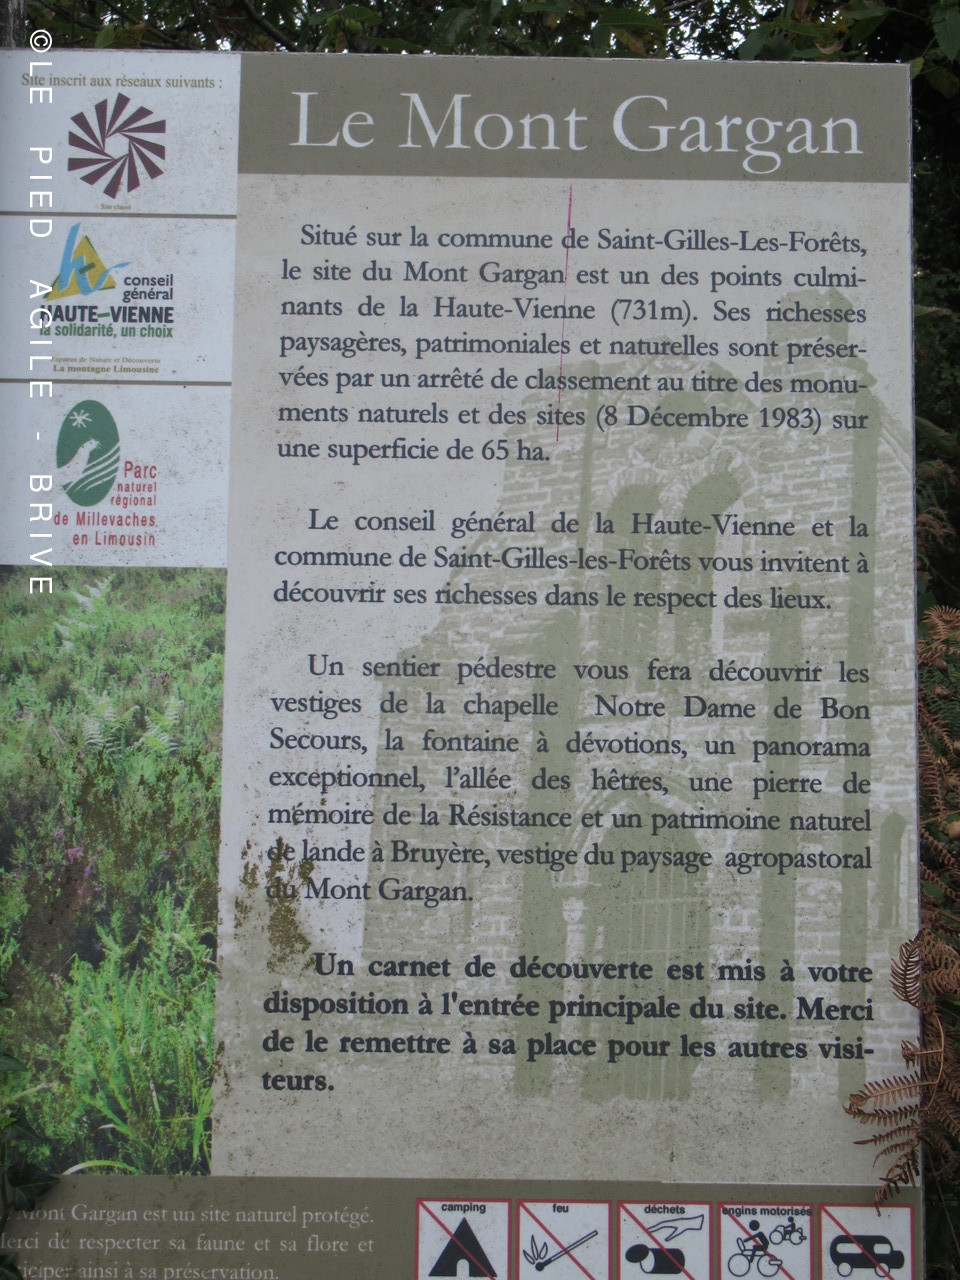 © LE PIED AGILE - BRIVE
Site inscrit aux réseaux suivants :
Site classé
conseil
général
HAUTE-VIENNE
la solidarité, un choix
Espaces de Nature et Découverte
La montagne Limousine
Parc
naturel
régional
de Millevaches
en Limousin
Le Mont Gargan
Situé sur la commune de Saint-Gilles-Les-Forêts,
le site du Mont Gargan est un des points culmi-
nants de la Haute-Vienne (731m). Ses richesses
paysagères, patrimoniales et naturelles sont préser-
vées par un arrêté de classement au titre des monu-
ments naturels et des sites (8 Décembre 1983) sur
une superficie de 65 ha.
Le conseil général de la Haute-Vienne et la
commune de Saint-Gilles-les-Forêts vous invitent à
découvrir ses richesses dans le respect des lieux.
Un sentier pédestre vous fera découvrir les
vestiges de la chapelle Notre Dame de Bon
Secours, la fontaine à dévotions, un panorama
exceptionnel, l'allée des hêtres, une pierre de
mémoire de la Résistance et un patrimoine naturel
de lande à Bruyère, vestige du paysage agropastoral
du Mont Gargan.
Un carnet de découverte est mis à votre
disposition à l'entrée principale du site. Merci
de le remettre à sa place pour les autres visi-
teurs.
Mont Gargan est un site naturel protégé.
Merci de respecter sa faune et sa flore et
ainsi à sa préservation.
camping
feu
déchets
engins motorisés